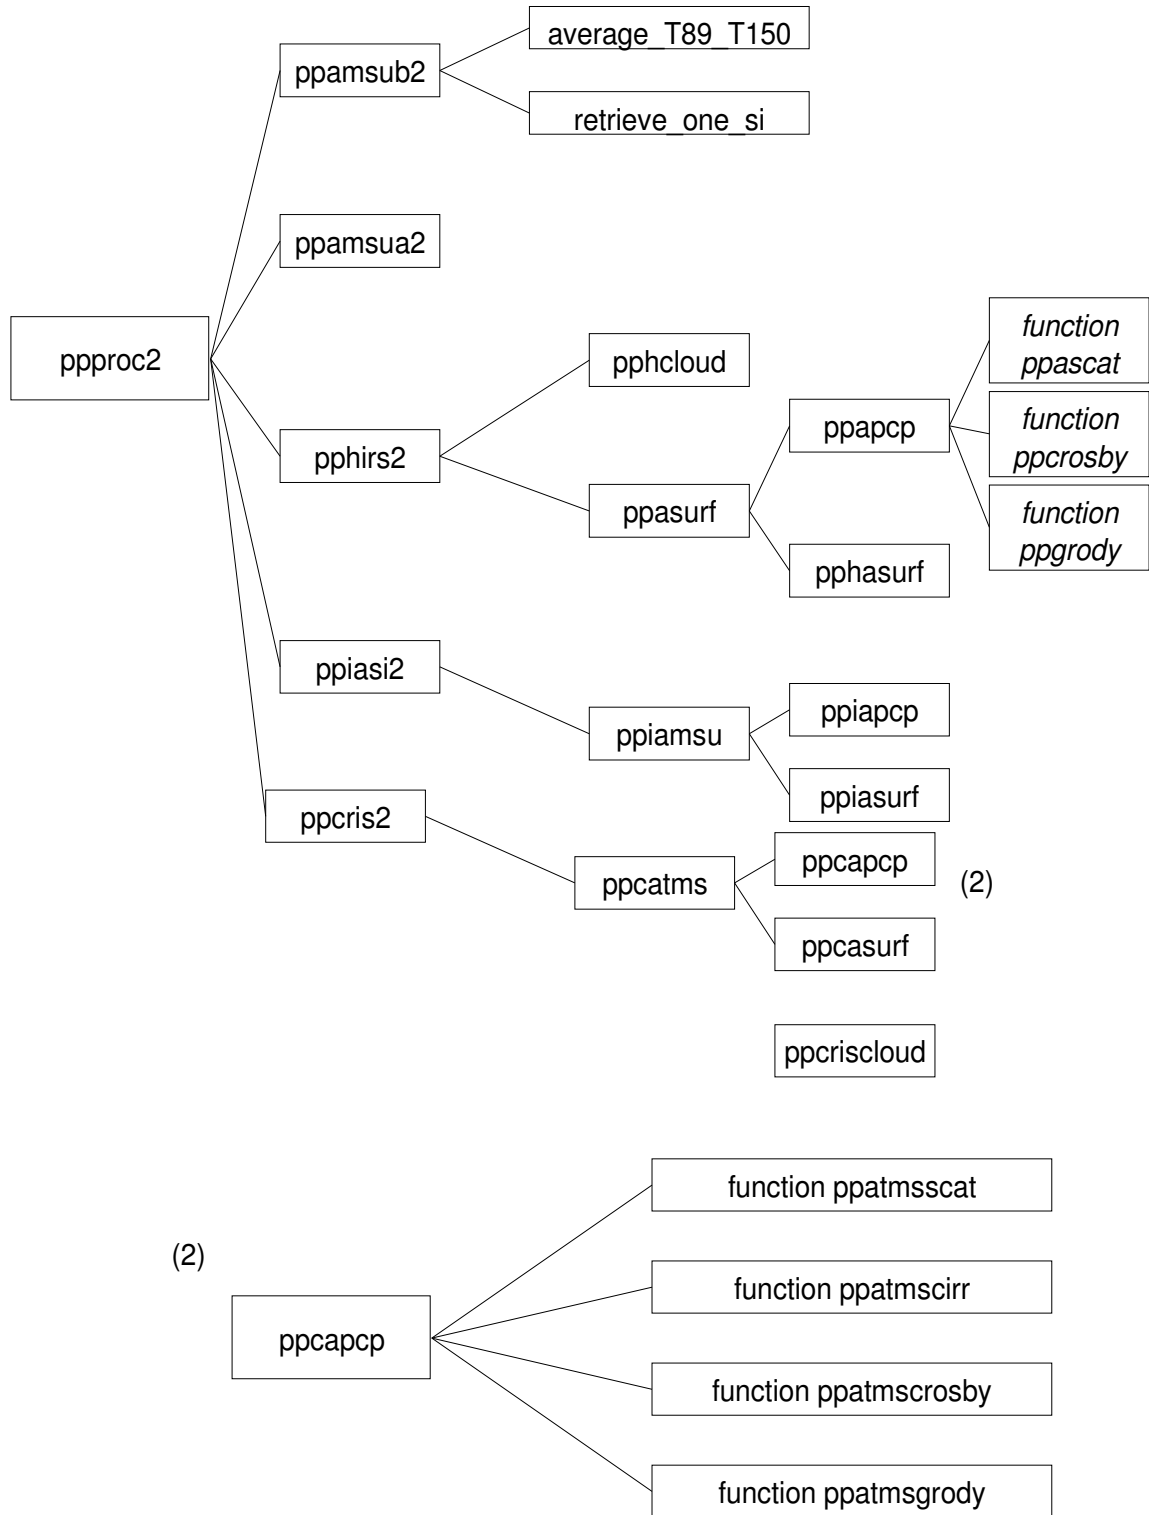 average_T89_T150
ppamsub2
retrieve_one_si
ppamsua2
ppproc2
function
ppascat
pphcloud
ppapcp
function
ppcrosby
pphirs2
ppasurf
function
ppgrody
pphasurf
ppiasi2
ppiapcp
ppiamsu
ppiasurf
ppcris2
ppcapcp
(2)
ppcatms
ppcasurf
ppcriscloud
function ppatmsscat
(2)
function ppatmscirr
ppcapcp
function ppatmscrosby
function ppatmsgrody